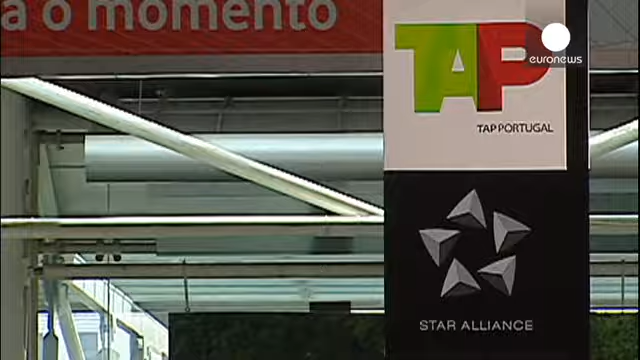 a o momento
TAP
euronews
TAP PORTUGAL
STAR ALLIANCE